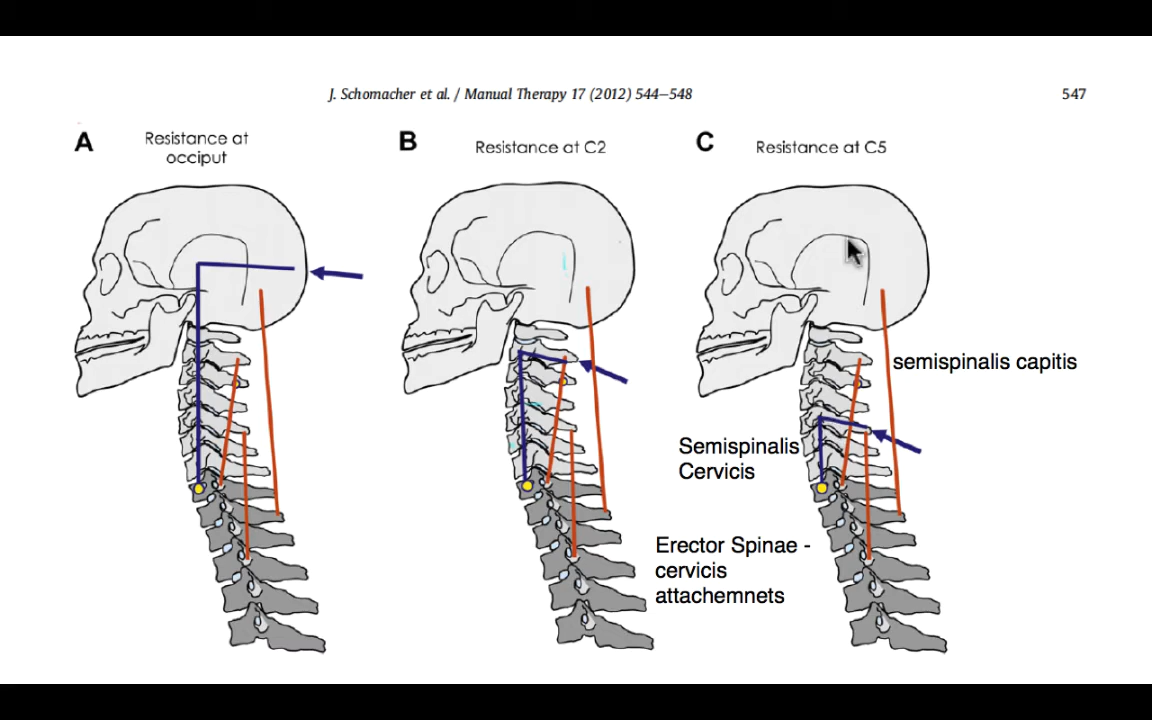 J. Schomacher et al. / Manual Therapy 17 (2012) 544–548
547
A
Resistance at
occiput
B
Resistance at C2
C
Resistance at C5
semispinalis capitis
Semispinalis
Cervicis
Erector Spinae -
cervicis
attachemnets